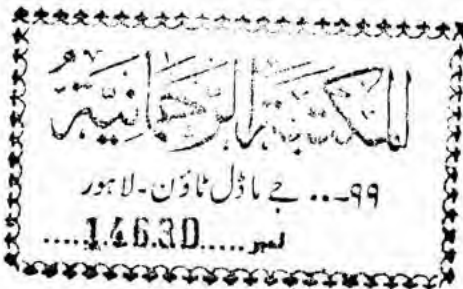 المكتبة الرحمانية
۹۹-... جے ماڈل ٹاؤن-لاہور
نمبر.....14630.....